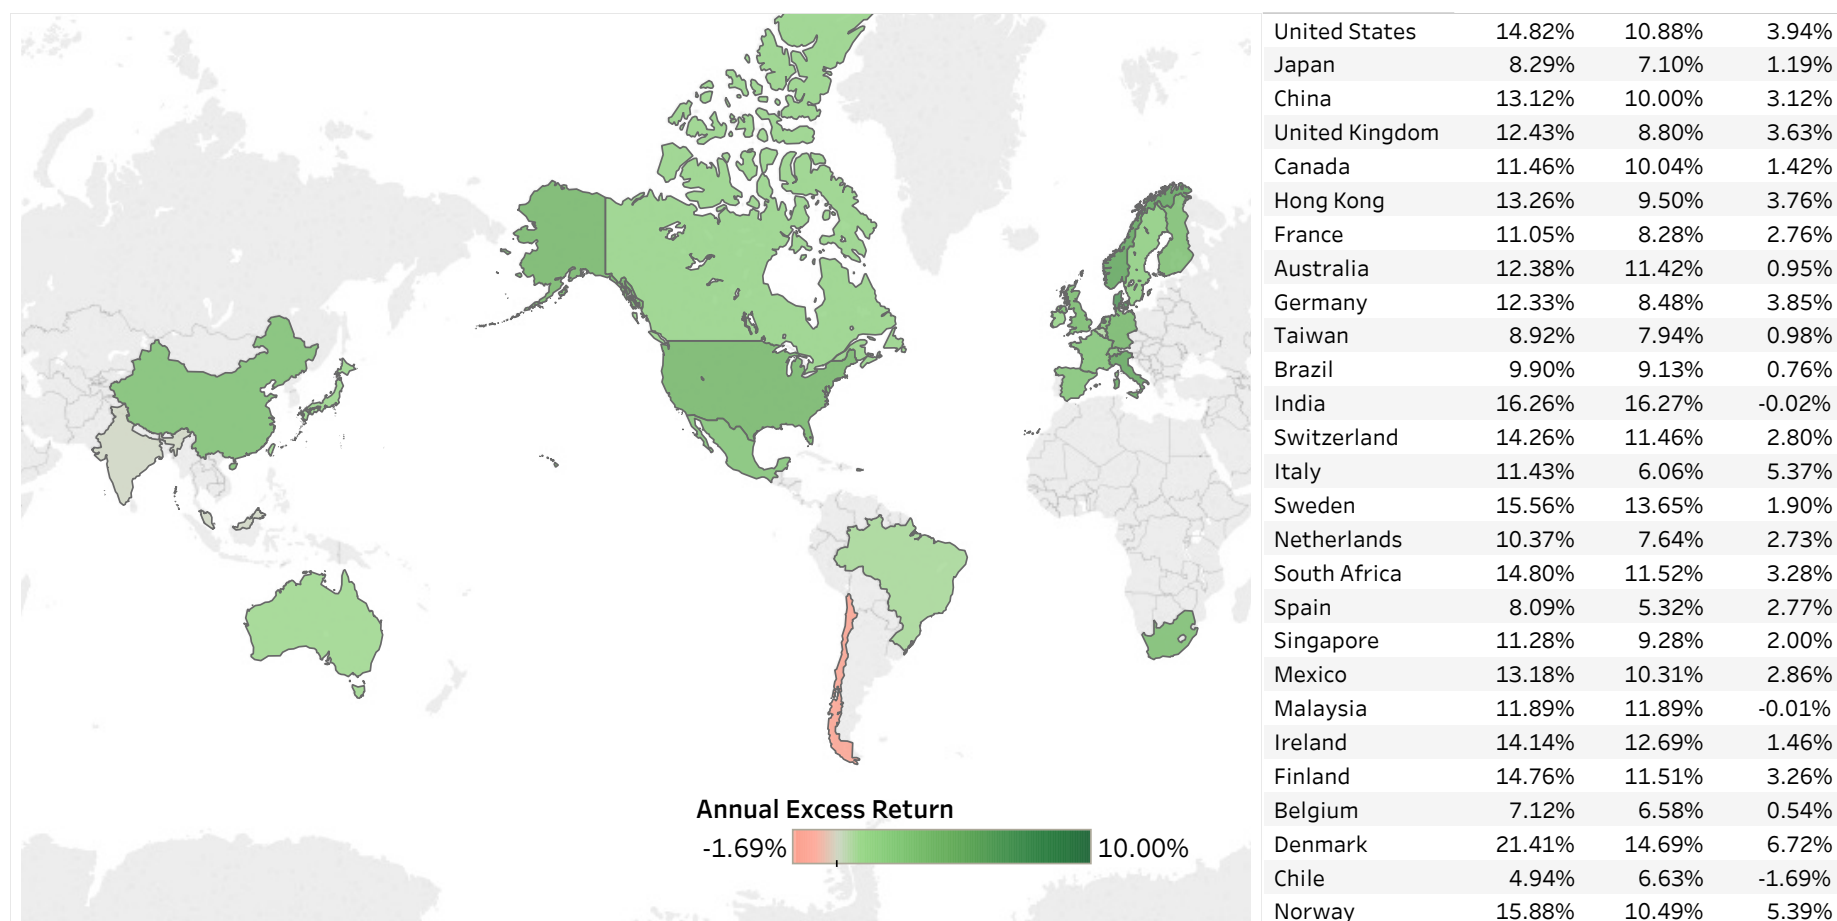 United States 14.82% 10.88% 3.94%
Japan 8.29% 7.10% 1.19%
China 13.12% 10.00% 3.12%
United Kingdom 12.43% 8.80% 3.63%
Canada 11.46% 10.04% 1.42%
Hong Kong 13.26% 9.50% 3.76%
France 11.05% 8.28% 2.76%
Australia 12.38% 11.42% 0.95%
Germany 12.33% 8.48% 3.85%
Taiwan 8.92% 7.94% 0.98%
Brazil 9.90% 9.13% 0.76%
India 16.26% 16.27% -0.02%
Switzerland 14.26% 11.46% 2.80%
Italy 11.43% 6.06% 5.37%
Sweden 15.56% 13.65% 1.90%
Netherlands 10.37% 7.64% 2.73%
South Africa 14.80% 11.52% 3.28%
Spain 8.09% 5.32% 2.77%
Singapore 11.28% 9.28% 2.00%
Mexico 13.18% 10.31% 2.86%
Malaysia 11.89% 11.89% -0.01%
Ireland 14.14% 12.69% 1.46%
Finland 14.76% 11.51% 3.26%
Belgium 7.12% 6.58% 0.54%
Denmark 21.41% 14.69% 6.72%
Chile 4.94% 6.63% -1.69%
Norway 15.88% 10.49% 5.39%
Annual Excess Return
-1.69% 10.00%